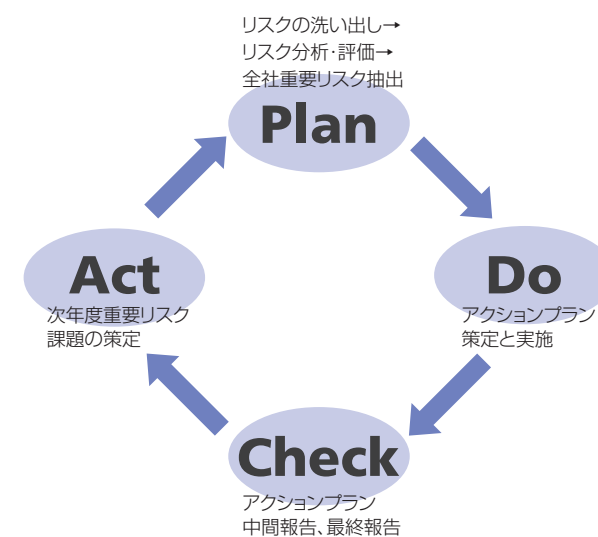 リスクの洗い出し→
リスク分析・評価→
全社重要リスク抽出
Plan
Do
アクションプラン
策定と実施
Check
アクションプラン
中間報告、最終報告
Act
次年度重要リスク
課題の策定